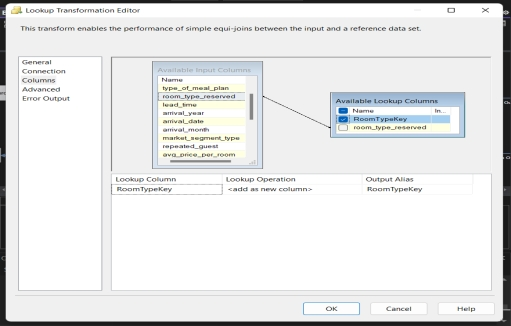 Lookup Transformation Editor
This transform enables the performance of simple equi-joins between the input and a reference data set.
General
Connection
Columns
Advanced
Error Output
Available Input Columns
Name
type_of_meal_plan
room_type_reserved
lead_time
arrival_year
arrival_date
arrival_month
market_segment_type
repeated_guest
avg_price_per_room
Available Lookup Columns
Name In...
RoomTypeKey
room_type_reserved
Lookup Column Lookup Operation Output Alias
RoomTypeKey <add as new column> RoomTypeKey
OK Cancel Help